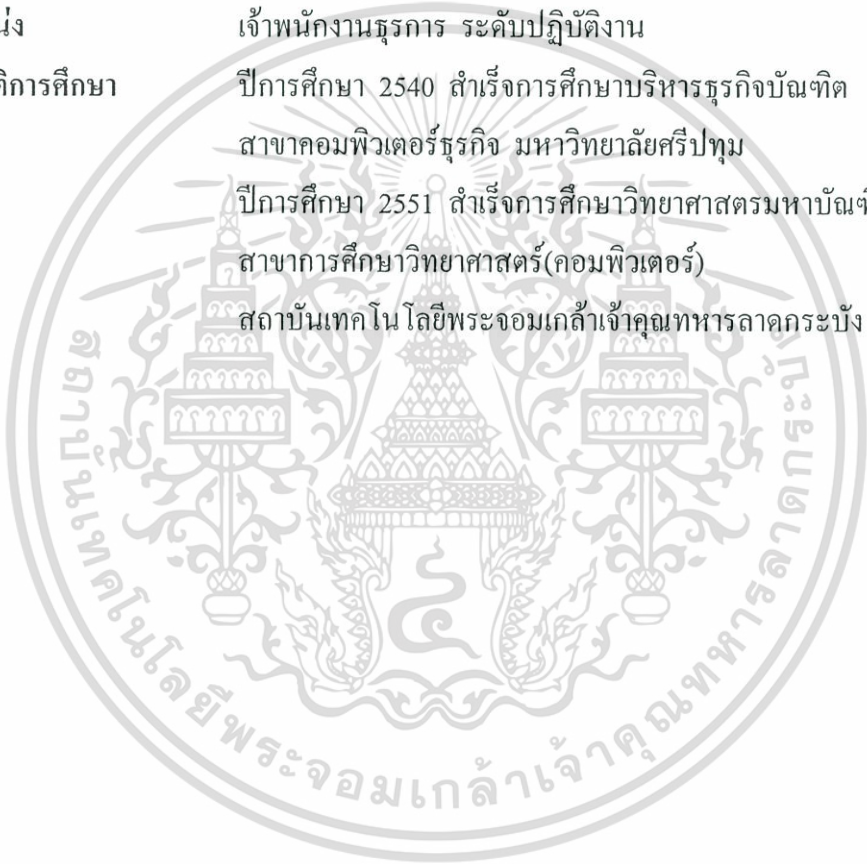 น่ง เจ้าพนักงานธุรการ ระดับปฏิบัติงาน
ติการศึกษา ปีการศึกษา 2540 สำเร็จการศึกษาบริหารธุรกิจบัณฑิต
สาขาคอมพิวเตอร์ธุรกิจ มหาวิทยาลัยศรีปทุม
ปีการศึกษา 2551 สำเร็จการศึกษาวิทยาศาสตรมหาบัณฑ
สาขาการศึกษาวิทยาศาสตร์(คอมพิวเตอร์)
สถาบันเทคโนโลยีพระจอมเกล้าเจ้าคุณทหารลาดกระบัง
สถาบันเทคโนโลยีพระจอมเกล้าเจ้าคุณทหารลาดกระบัง